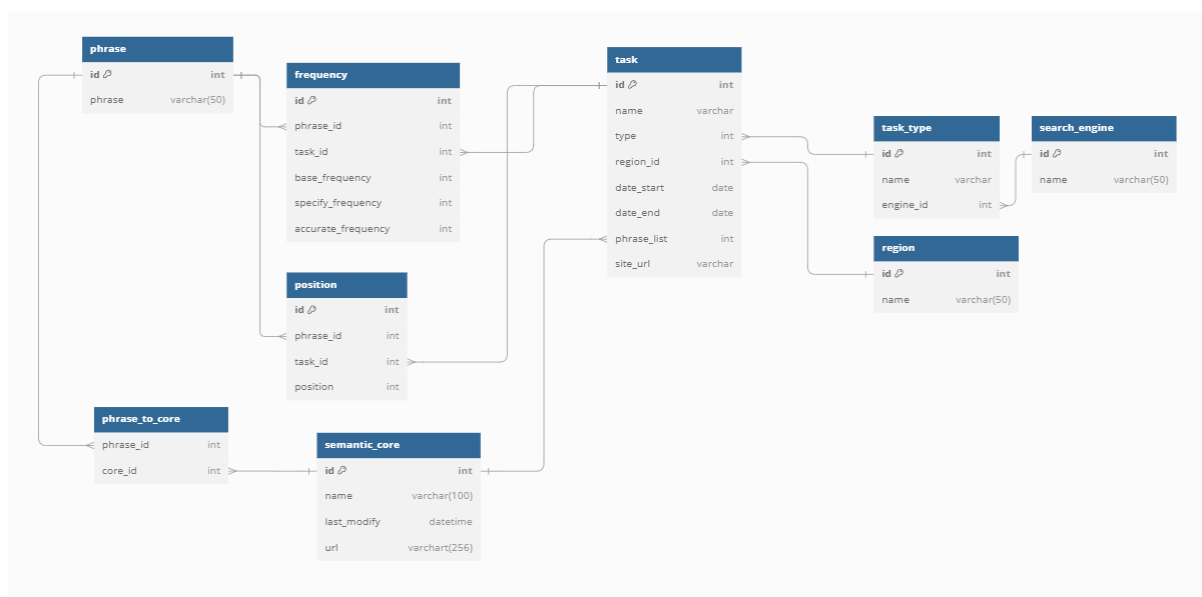 phrase
id int
phrase varchar(50)
frequency
id int
phrase_id int
task_id int
base_frequency int
specify_frequency int
accurate_frequency int
position
id int
phrase_id int
task_id int
position int
phrase_to_core
phrase_id int
core_id int
semantic_core
id int
name varchar(100)
last_modify datetime
url varchart(256)
task
id int
name varchar
type int
region_id int
date_start date
date_end date
phrase_list int
site_url varchar
task_type
id int
name varchar
engine_id int
search_engine
id int
name varchar(50)
region
id int
name varchar(50)